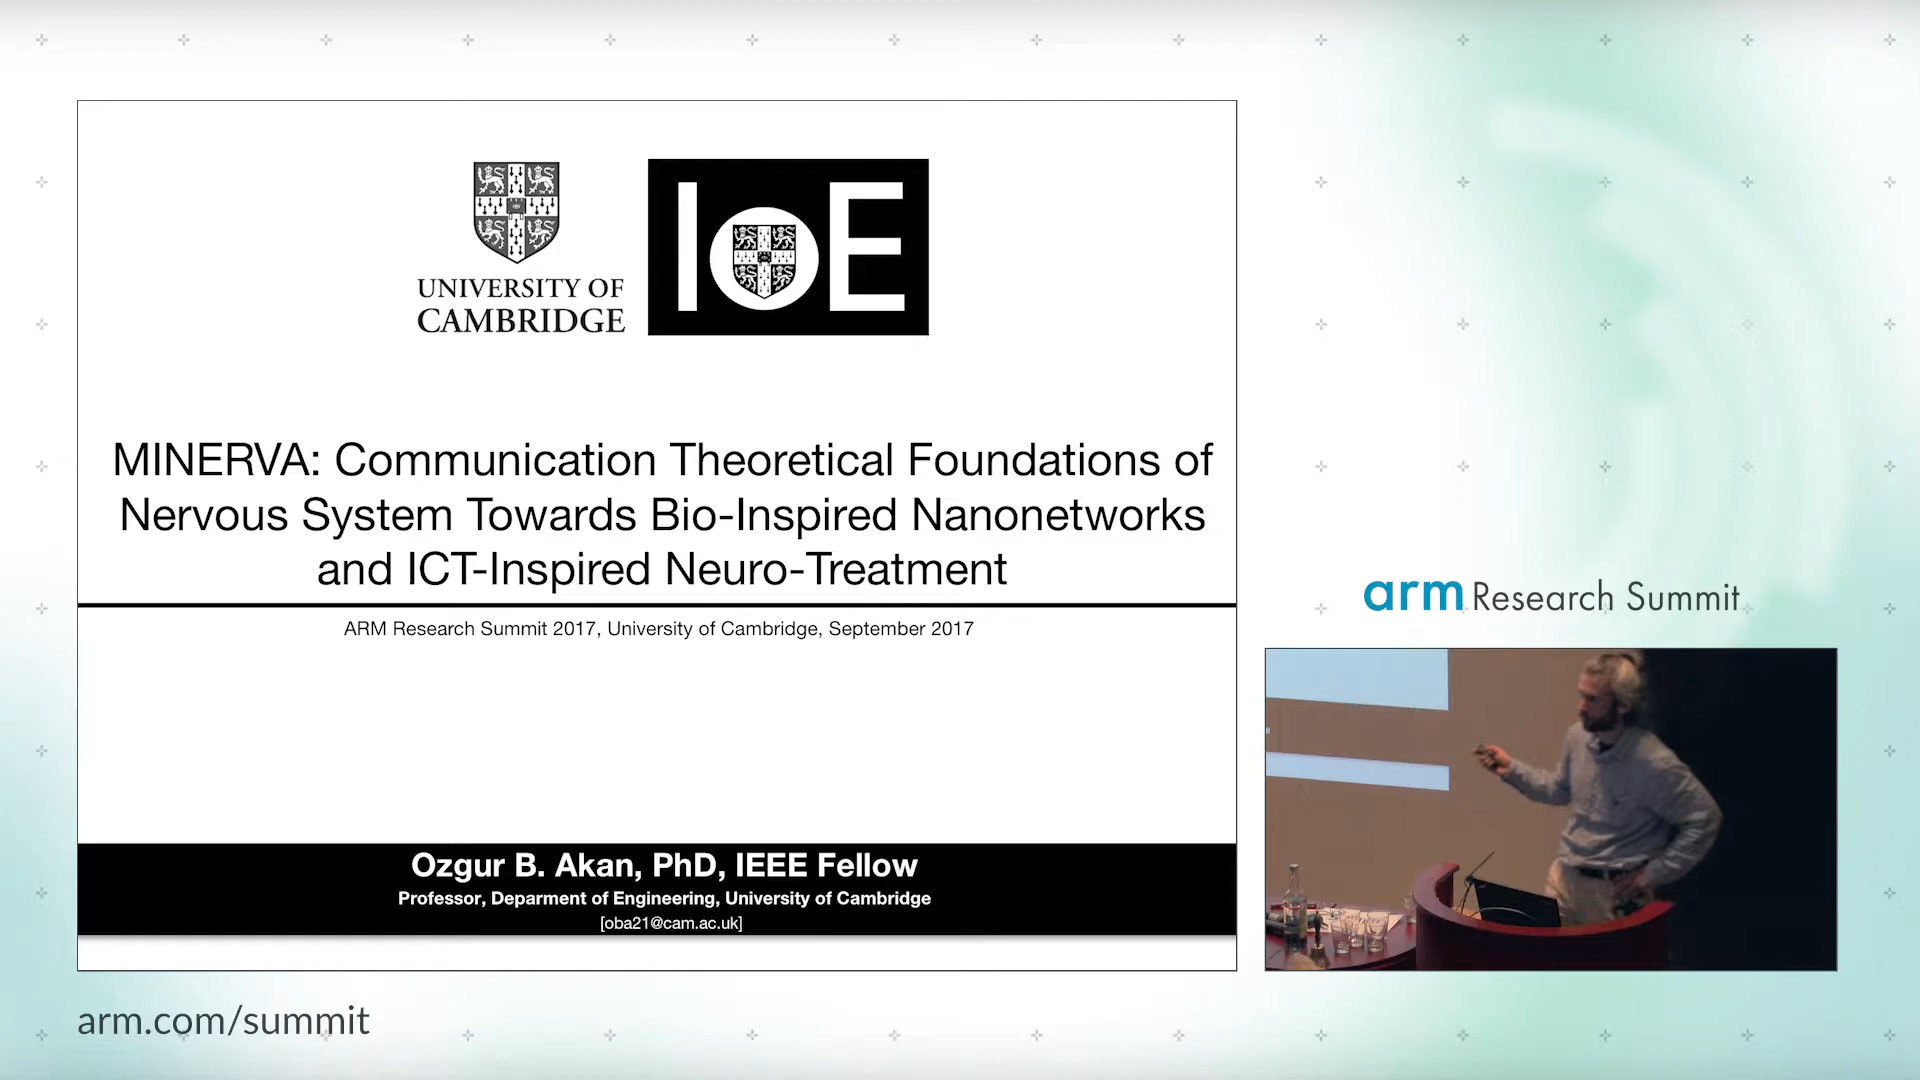 UNIVERSITY OF
CAMBRIDGE
IoE
MINERVA: Communication Theoretical Foundations of
Nervous System Towards Bio-Inspired Nanonetworks
and ICT-Inspired Neuro-Treatment
ARM Research Summit 2017, University of Cambridge, September 2017
Ozgur B. Akan, PhD, IEEE Fellow
Professor, Deparment of Engineering, University of Cambridge
[oba21@cam.ac.uk]
arm Research Summit
arm.com/summit